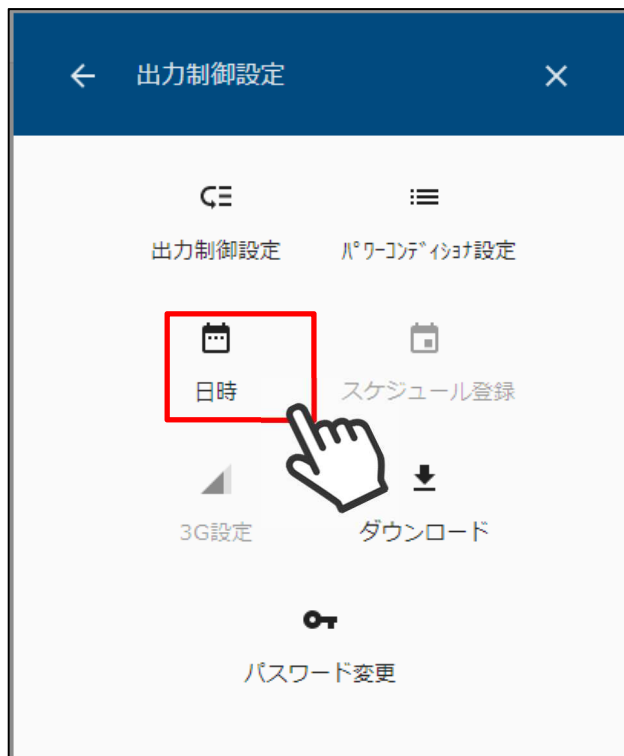 出力制御設定
出力制御設定
ﾊﾟﾜｰｺﾝﾃﾞｨｼｮﾅ設定
日時
スケジュール登録
3G設定
ダウンロード
パスワード変更